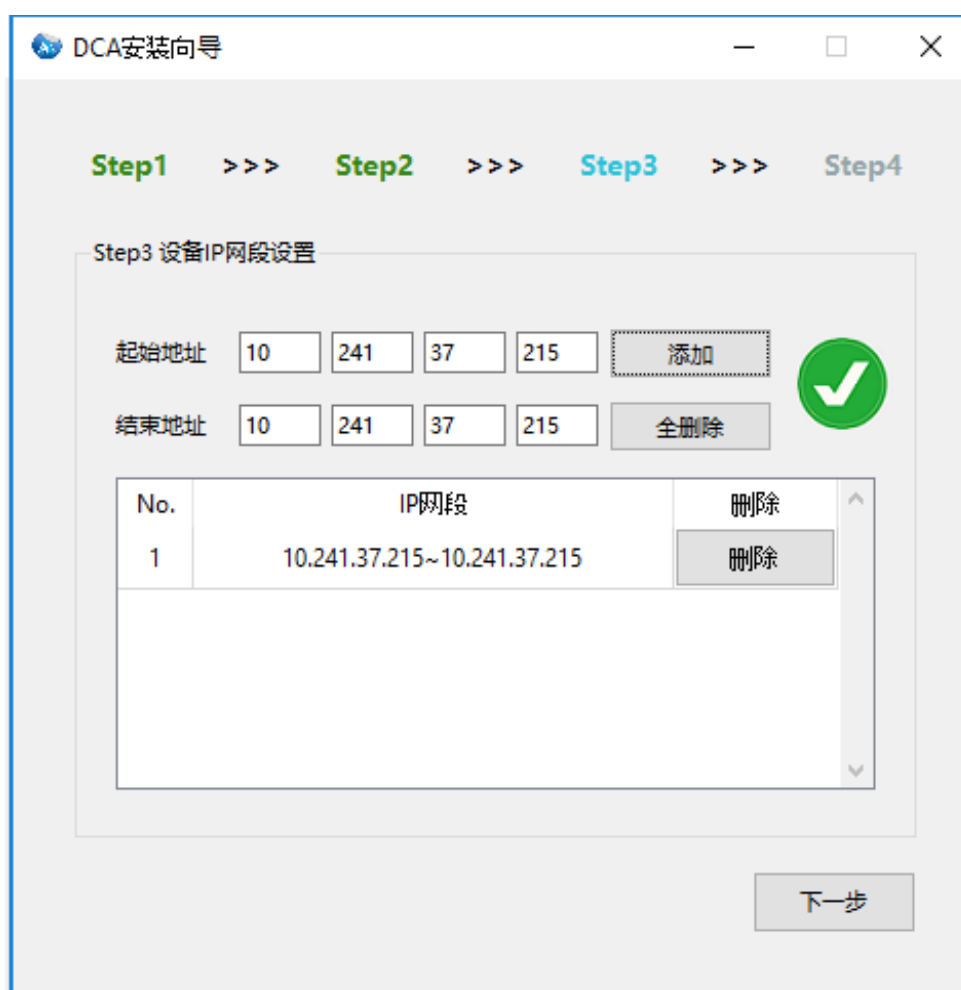 DCA安装向导
Step1 >>> Step2 >>> Step3 >>> Step4
Step3 设备IP网段设置
起始地址 10 241 37 215 添加
结束地址 10 241 37 215 全删除
No. IP网段 删除
1 10.241.37.215~10.241.37.215 删除
下一步